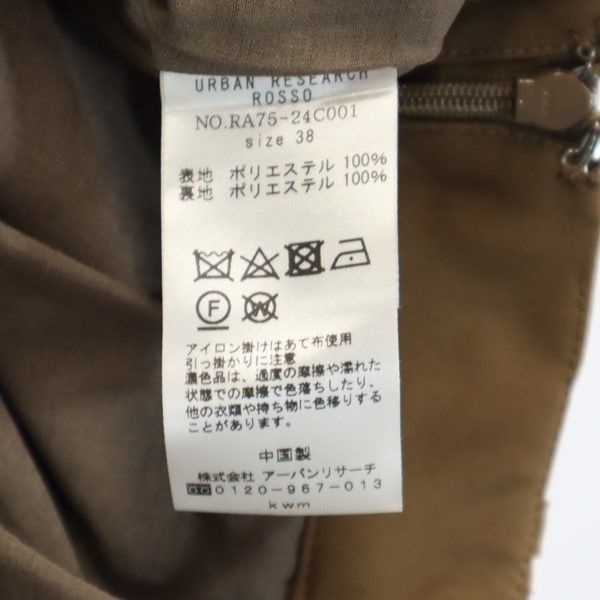 URBAN RESEARCH
ROSSO
NO.RA75-24C001
size 38
表地 ポリエステル 100%
裏地 ポリエステル 100%
F W
アイロン掛けはあて布使用
引っ掛かりに注意
濃色品は、過度の摩擦や濡れた
状態での摩擦で色落ちしたり、
他の衣類や持ち物に色移りする
ことがあります。
中国製
株式会社 アーバンリサーチ
0120-967-013
kwm